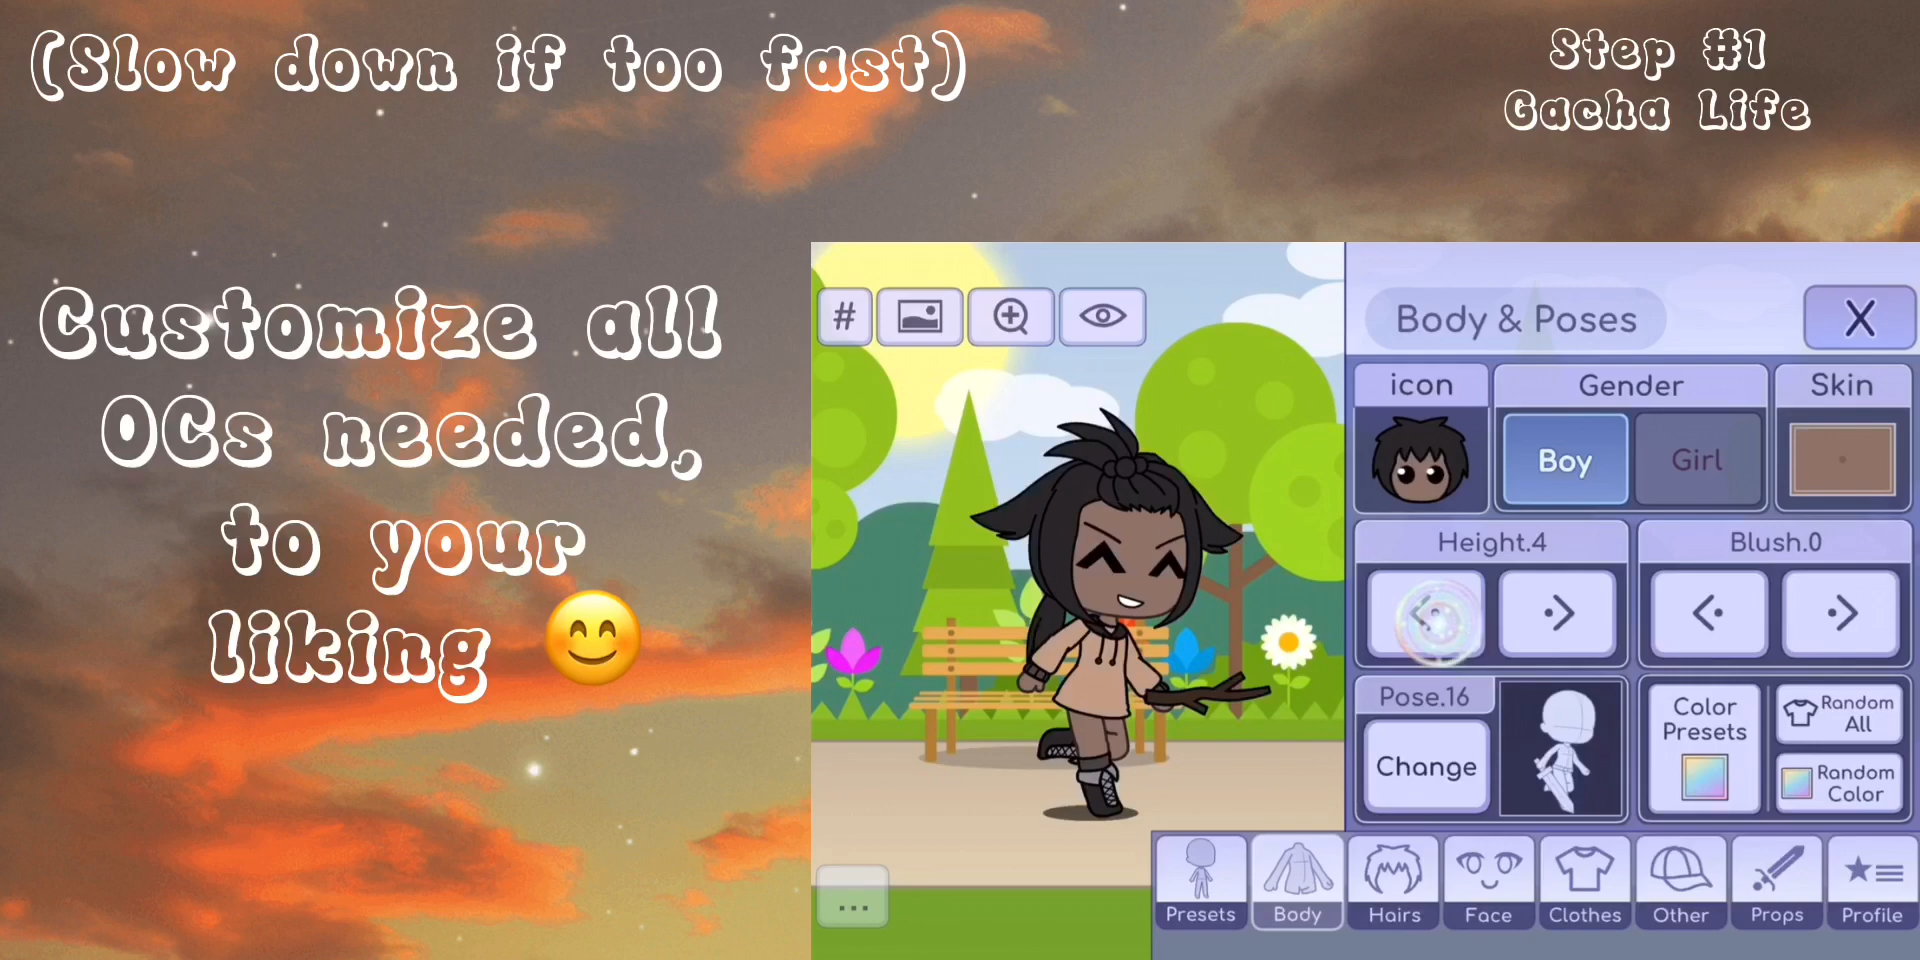 (Slow down if too fast)
Step #1
Gacha Life
Customize all
OCs needed,
to your
liking 😊
#
Body & Poses
X
icon
Gender
Skin
Boy
Girl
Height.4
Blush.0
Pose.16
Change
Color
Presets
Random
All
Random
Color
...
Presets
Body
Hairs
Face
Clothes
Other
Props
Profile